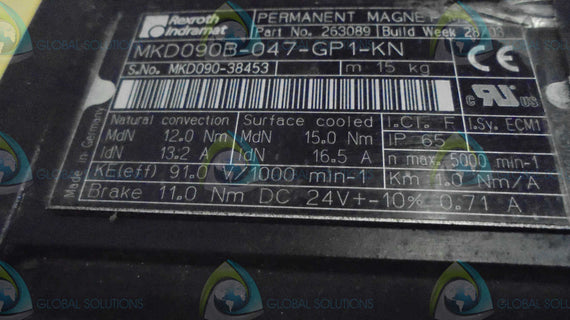 Rexroth
Indramat
PERMANENT MAGNET
Part No. 263089 Build Week 28/03
MKD090B-047-GP1-KN
S.No. MKD090-38453 m 15 kg
CE
c RU US
Natural convection Surface cooled I.Cl. F I.Sy. ECM1
MdN 12.0 Nm MdN 15.0 Nm IP 65
IdN 13.2 A IdN 16.5 A n max 5000 min-1
KE(eff) 91.0 V/1000 min-1 Km 1.0 Nm/A
Brake 11.0 Nm DC 24V+-10% 0.71 A
Made in Germany
GLOBAL SOLUTIONS
GLOBAL SOLUTIONS
GLOBAL SOLUTIONS
GLOBAL SOLUTIONS